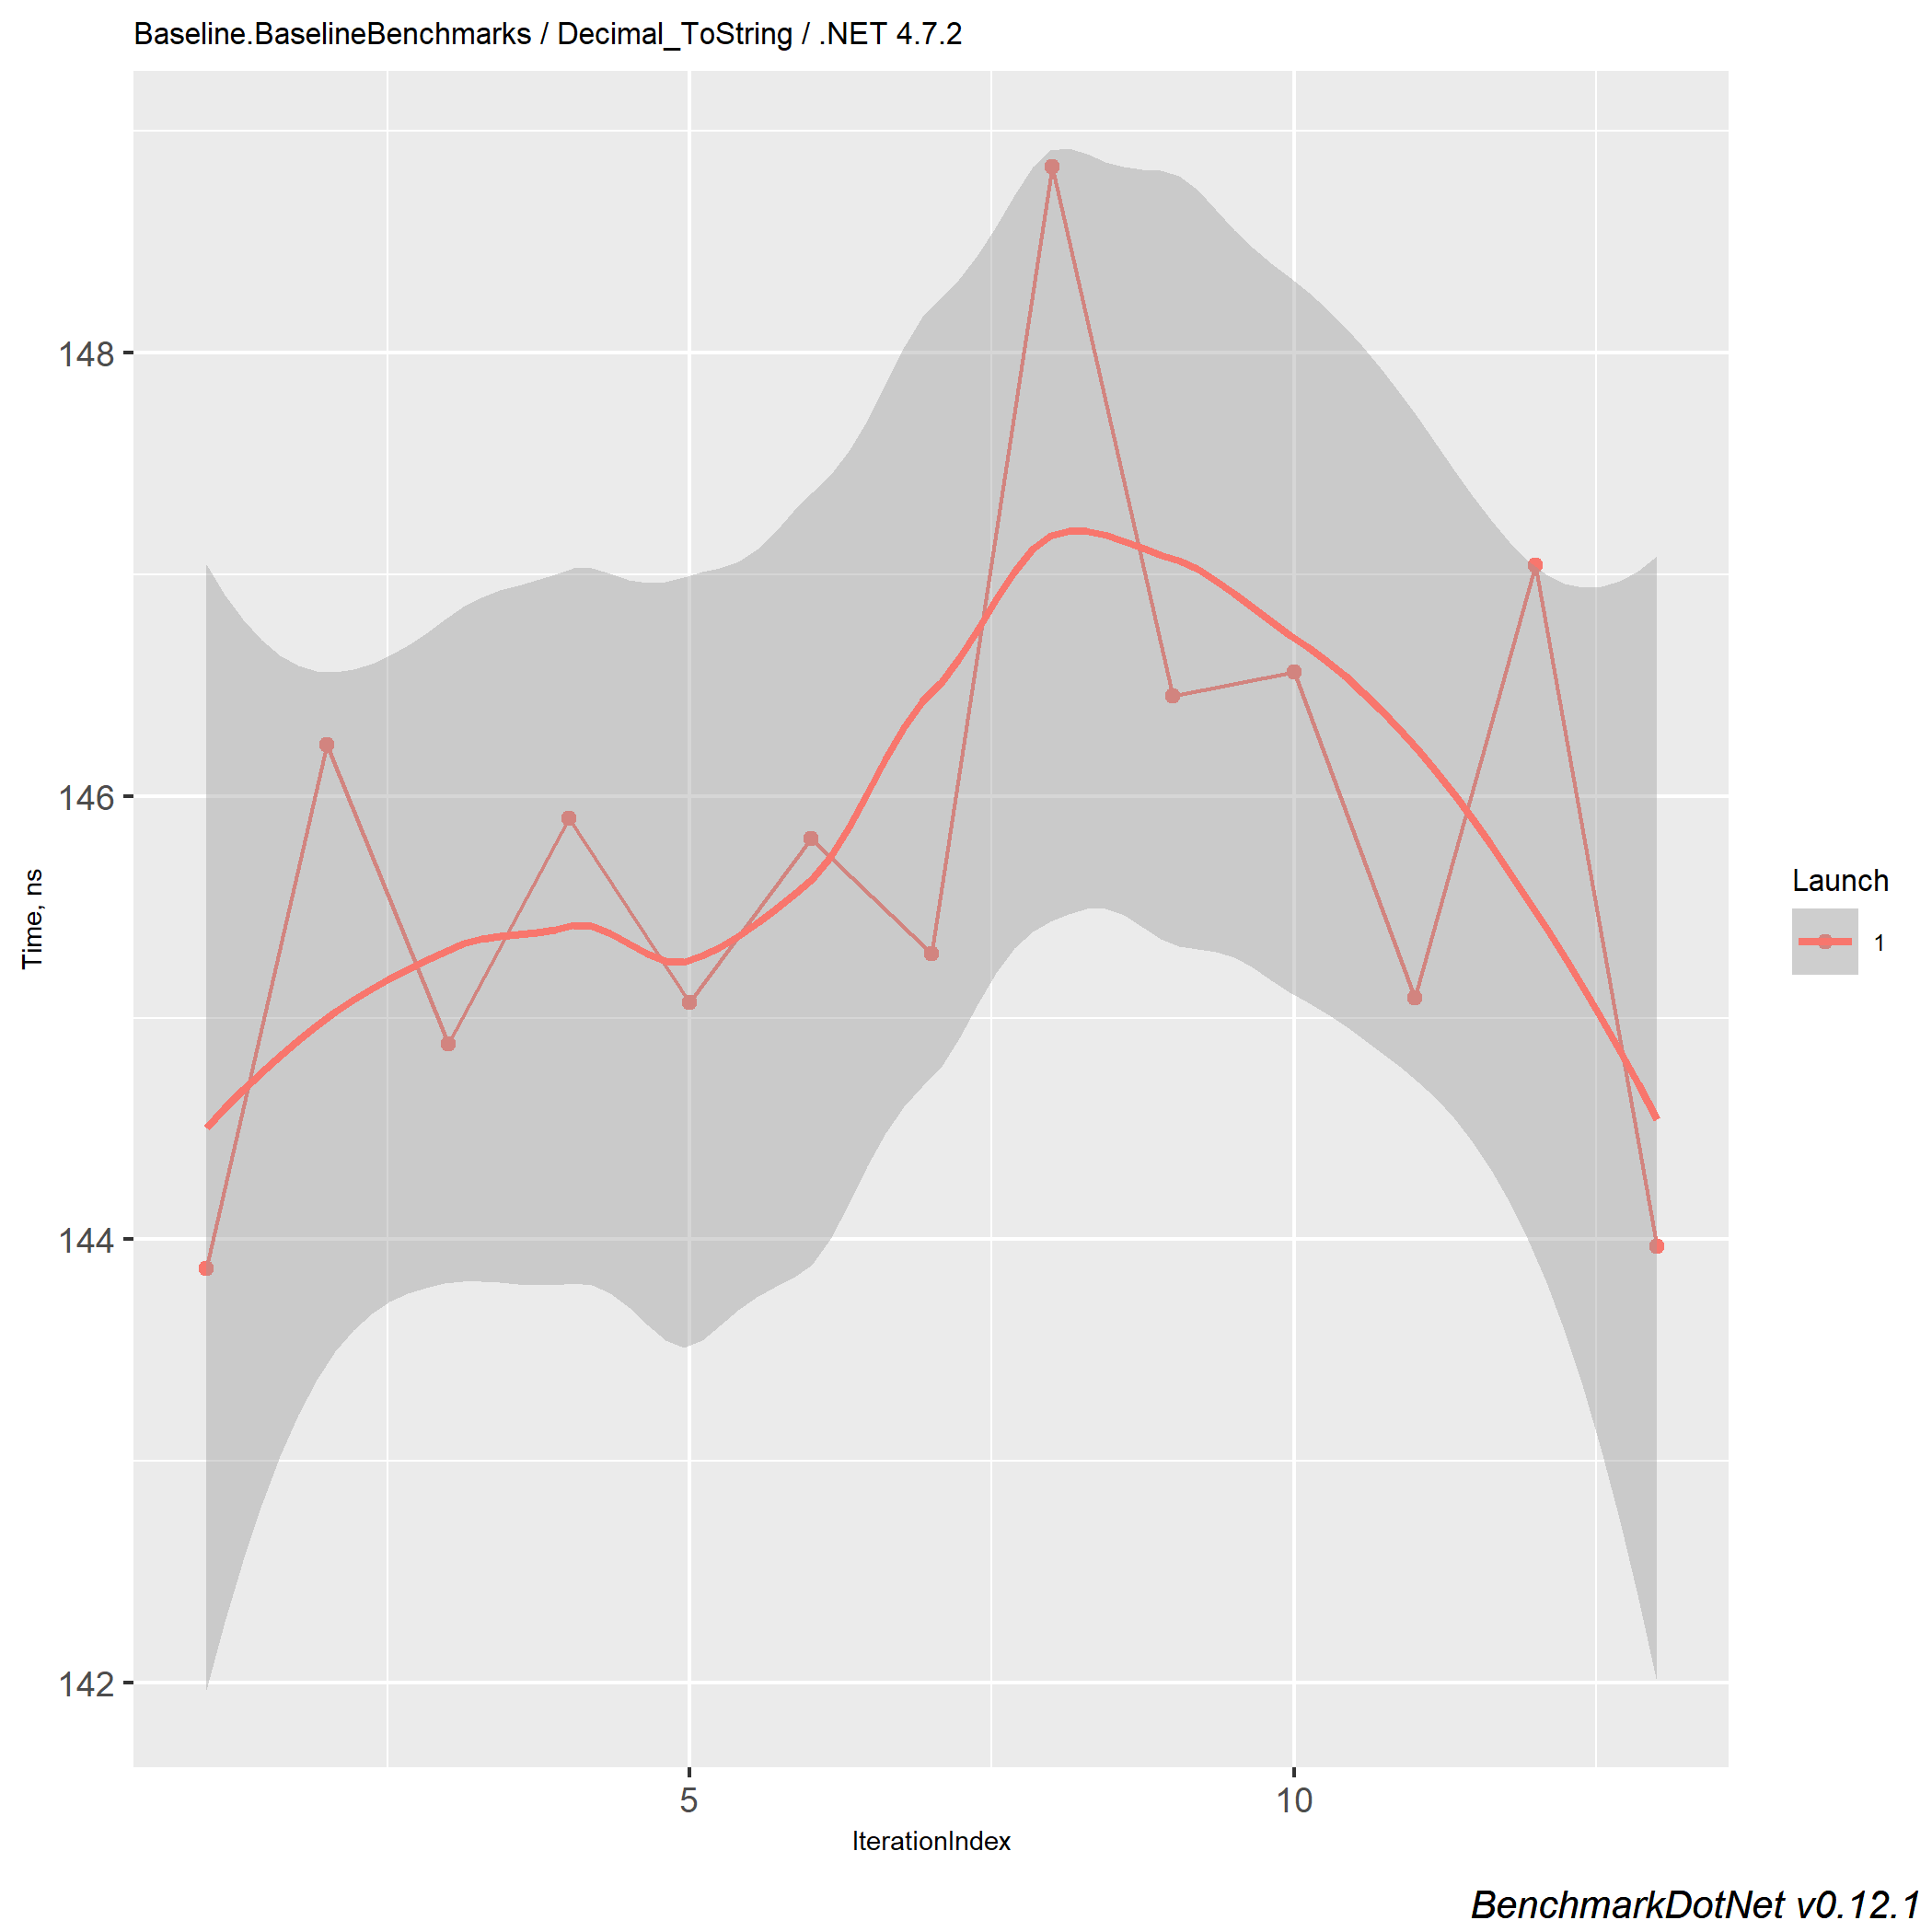 Baseline.BaselineBenchmarks / Decimal_ToString / .NET 4.7.2
148
146
144
142
Time, ns
5
10
IterationIndex
Launch
1
BenchmarkDotNet v0.12.1